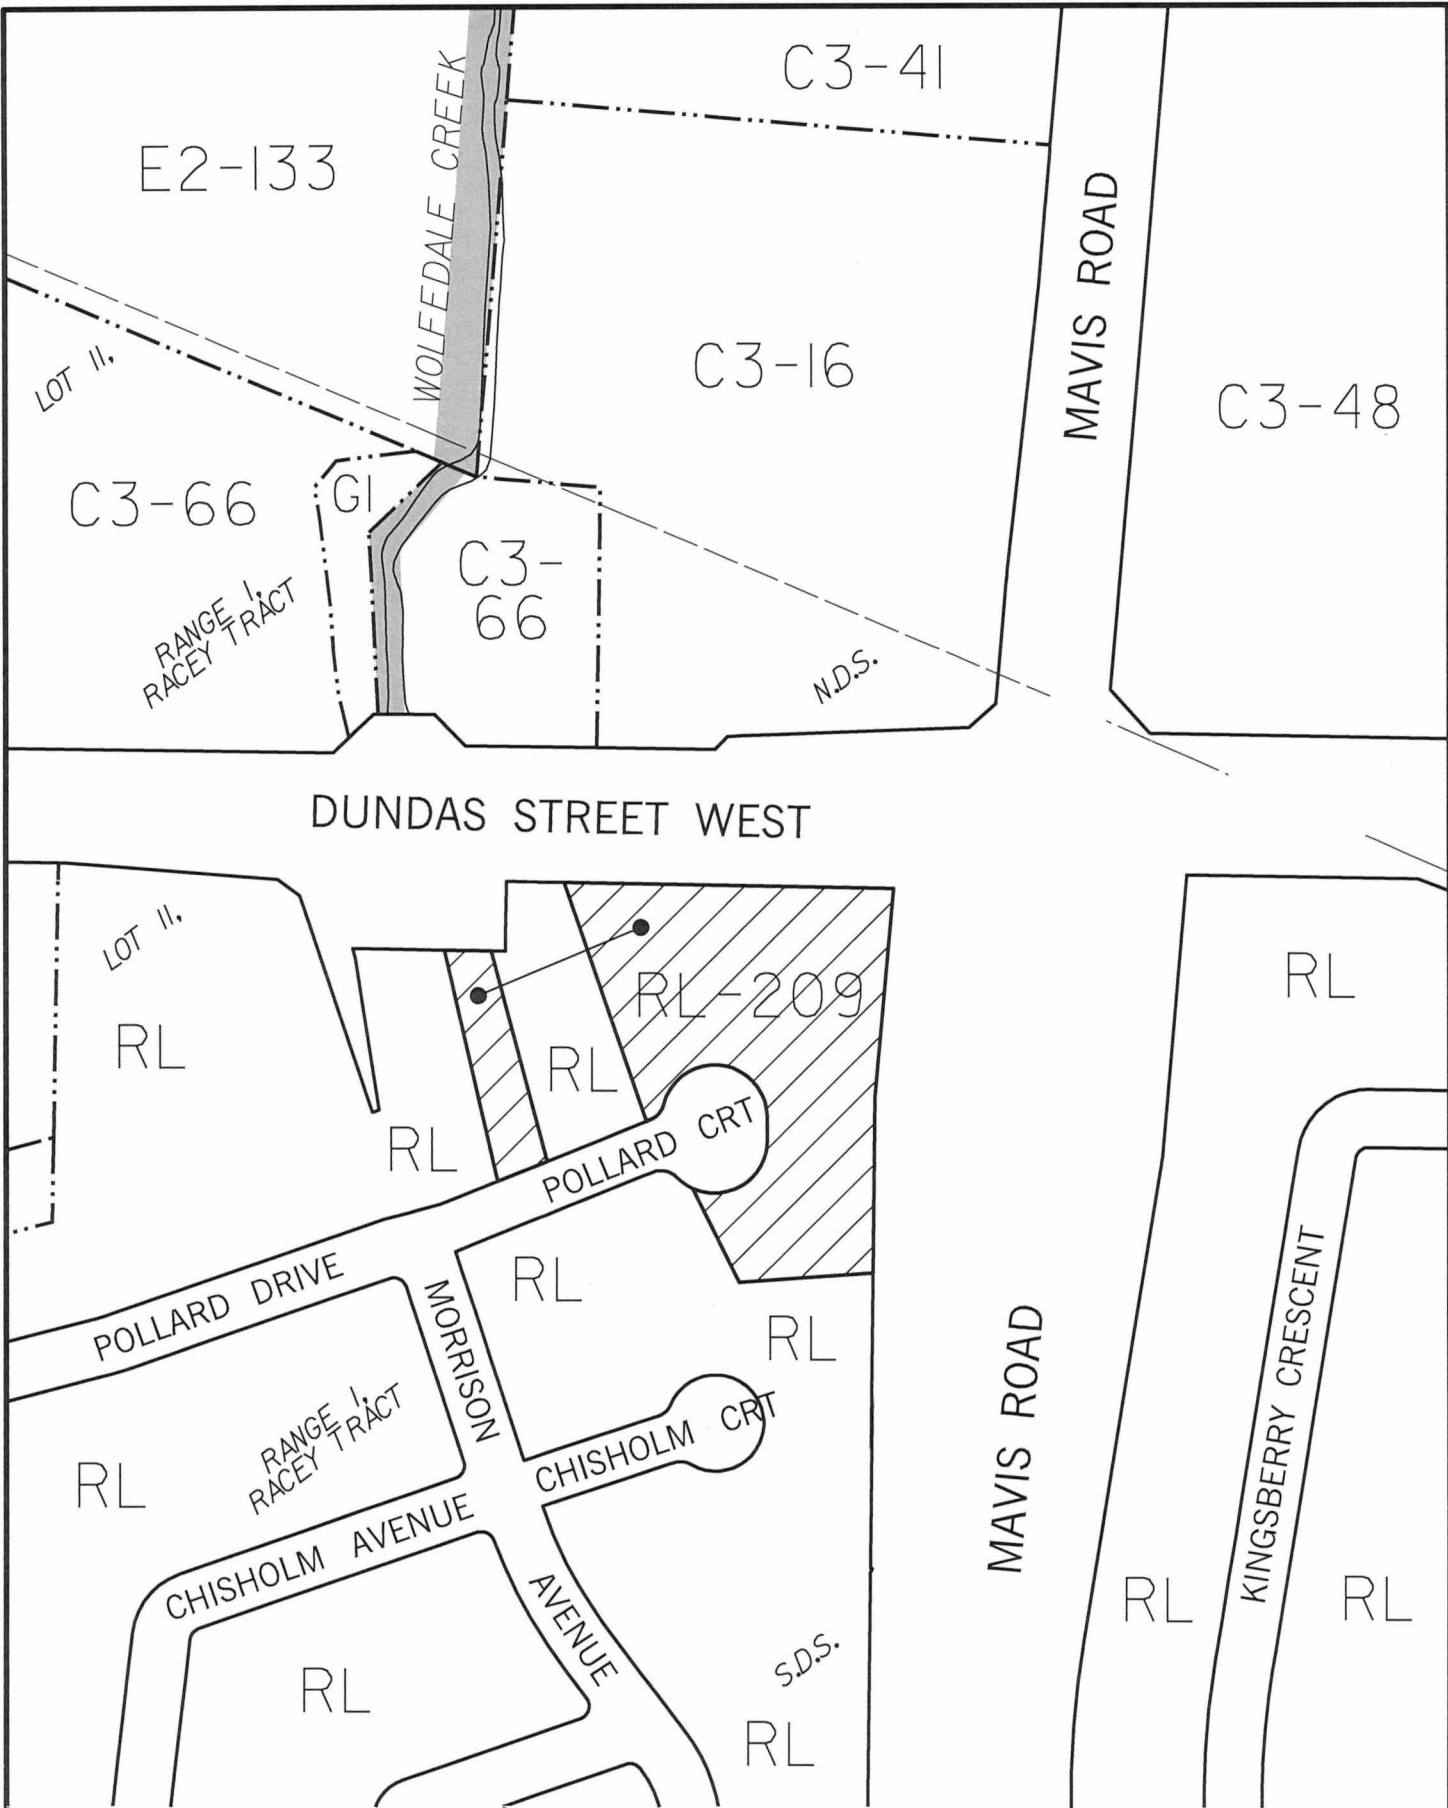 C3-41
E2-133
WOLFEDALE CREEK
MAVIS ROAD
LOT 11,
C3-16
C3-48
C3-66
G1
C3-
66
RANGE 1,
RACEY TRACT
N.D.S.
DUNDAS STREET WEST
LOT 11,
RL
RL-209
RL
RL
RL
POLLARD CRT
RL
POLLARD DRIVE
MORRISON
RL
MAVIS ROAD
KINGSBERRY CRESCENT
RANGE 1,
RACEY TRACT
CHISHOLM CRT
RL
CHISHOLM AVENUE
AVENUE
RL
RL
S.D.S.
RL
RL